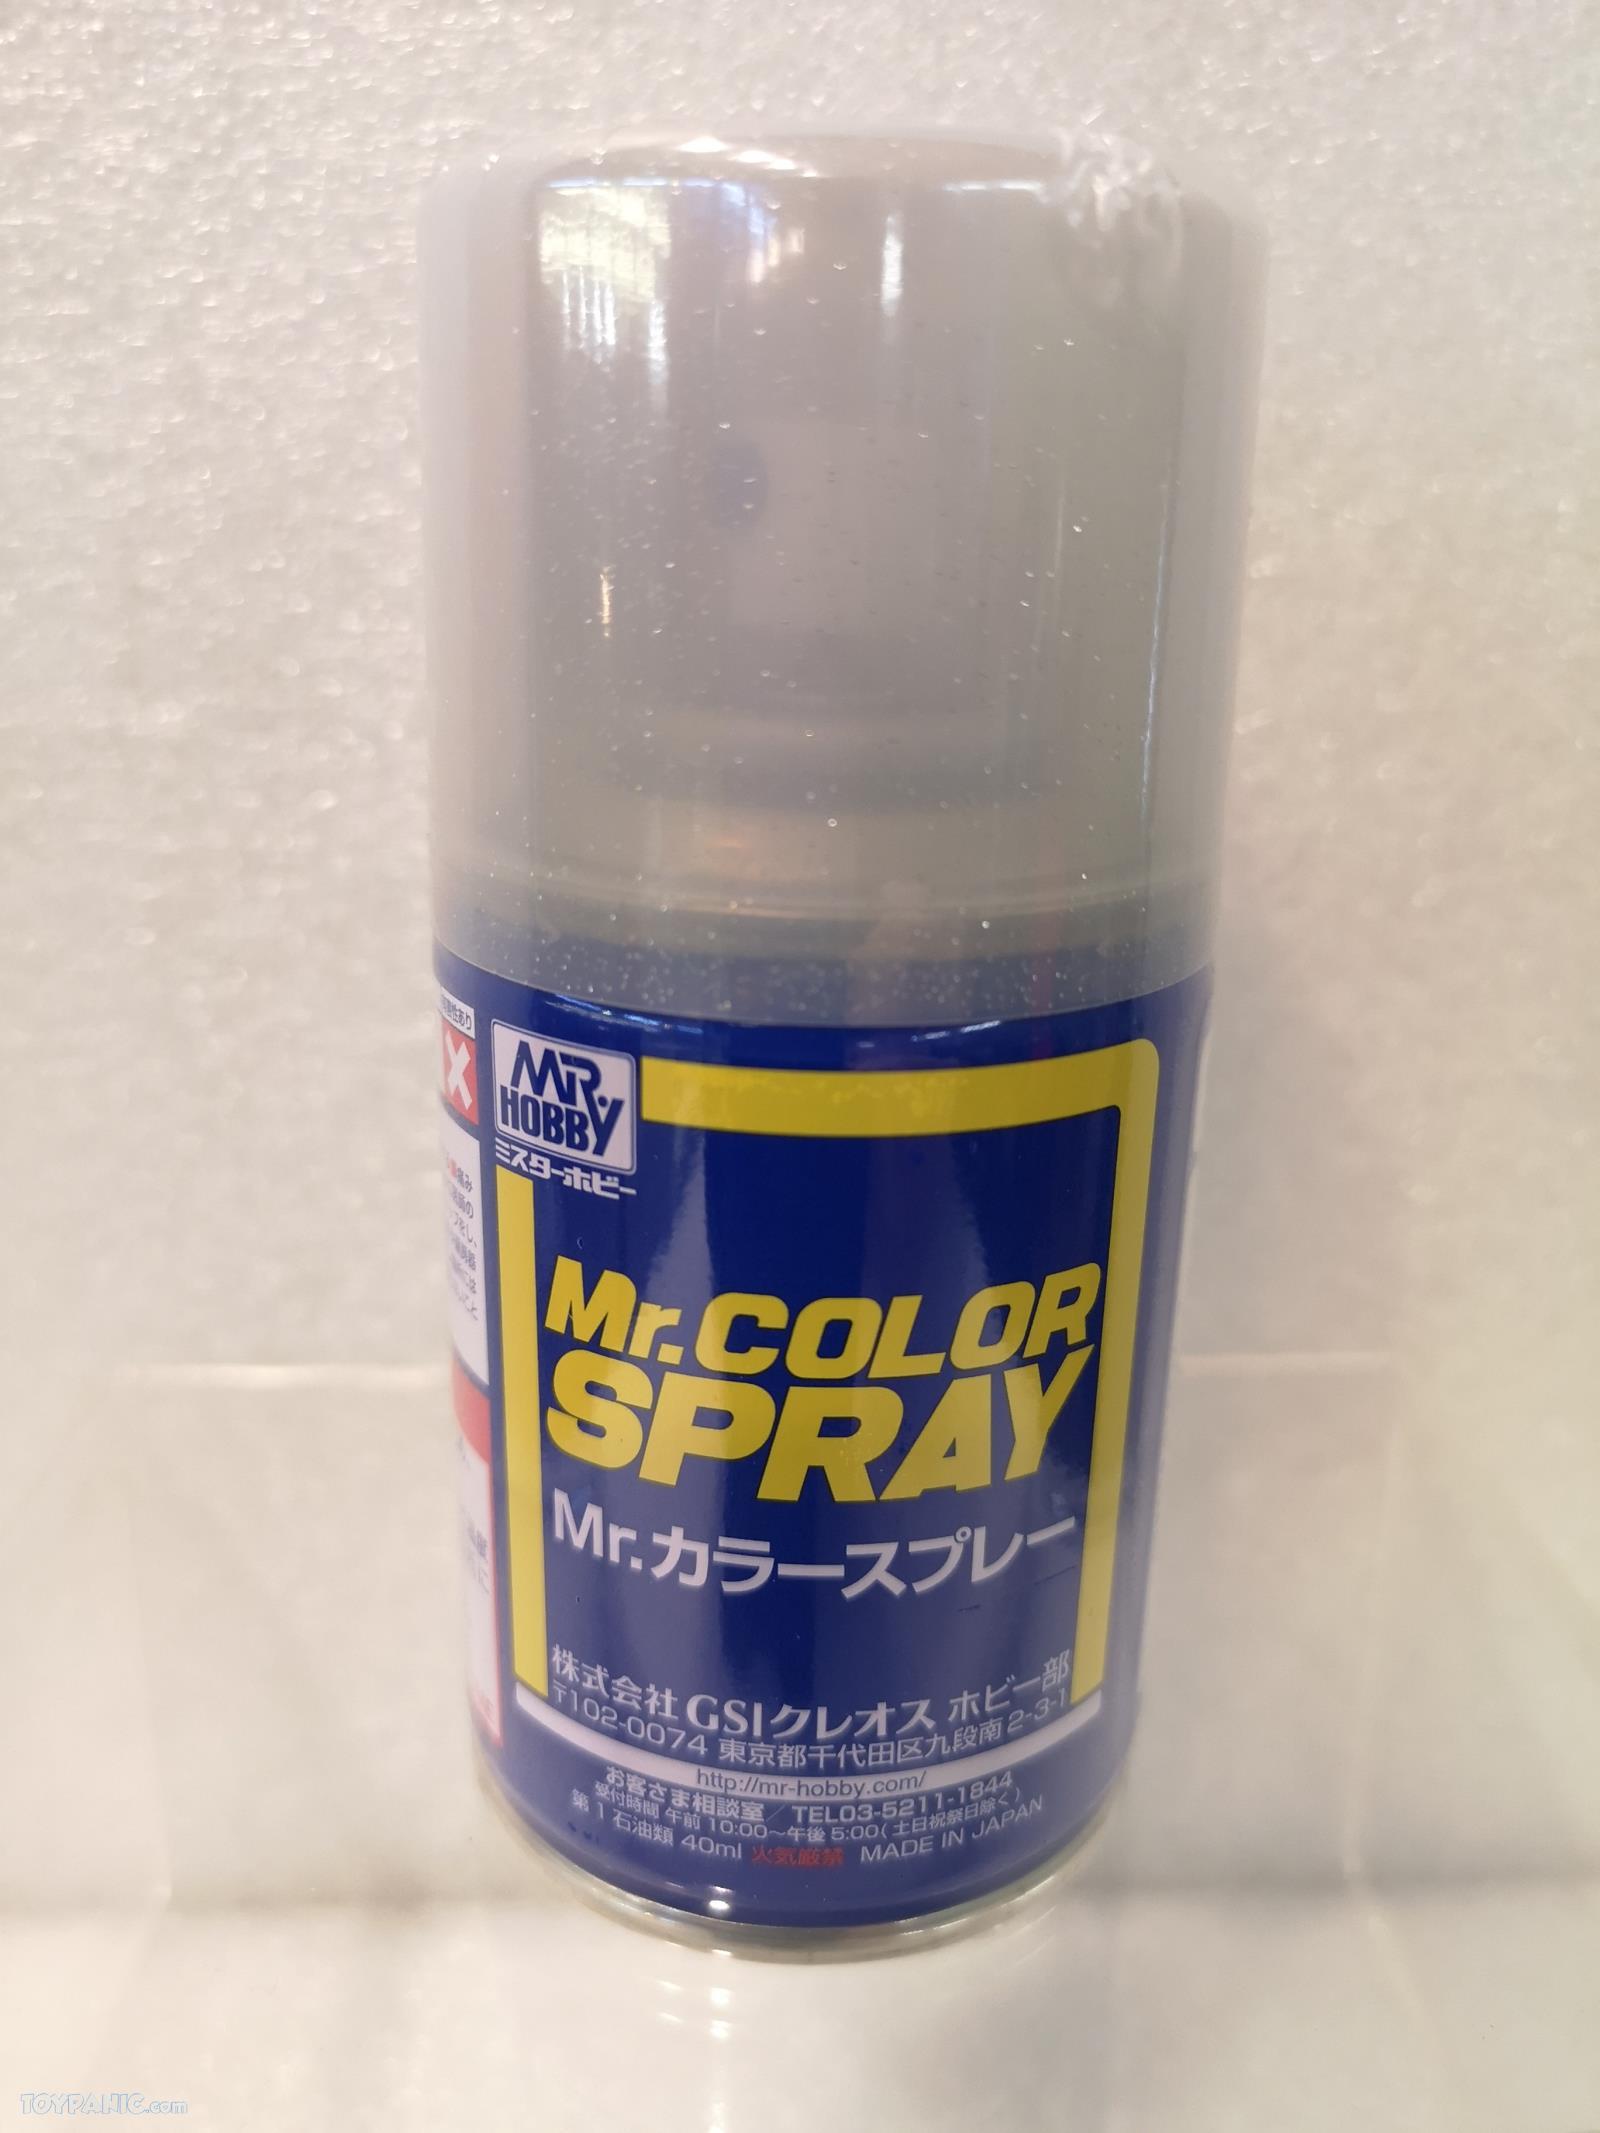 MR.
HOBBY
ミスターホビー
Mr.COLOR
SPRAY
Mr.カラースプレー
株式会社 GSIクレオス ホビー部
〒102-0074 東京都千代田区九段南2-3-1
http://mr-hobby.com/
お客さま相談室/TEL03-5211-1844
受付時間 午前10:00〜午後5:00(土日祝祭日除く)
第1石油類 40ml 火気厳禁 MADE IN JAPAN
TOYPANIC.com